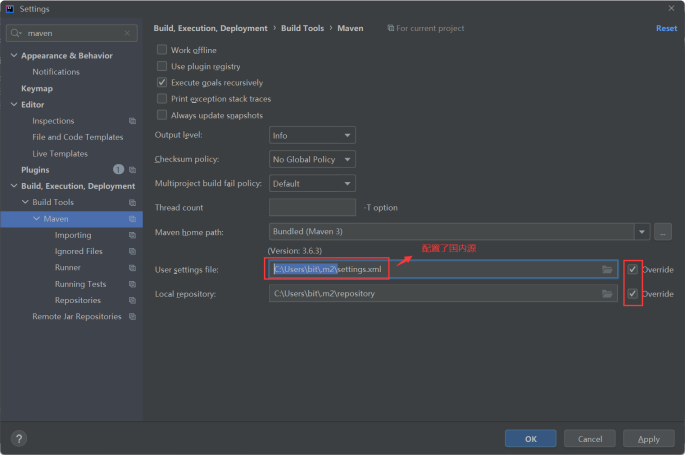 Settings
maven
Appearance & Behavior
Notifications
Keymap
Editor
Inspections
File and Code Templates
Live Templates
Plugins
1
Build, Execution, Deployment
Build Tools
Maven
Importing
Ignored Files
Runner
Running Tests
Repositories
Remote Jar Repositories
Build, Execution, Deployment › Build Tools › Maven For current project Reset
Work offline
Use plugin registry
Execute goals recursively
Print exception stack traces
Always update snapshots
Output level: Info
Checksum policy: No Global Policy
Multiproject build fail policy: Default
Thread count -T option
Maven home path: Bundled (Maven 3) ...
(Version: 3.6.3)
配置了国内源
User settings file: C:\Users\bit\.m2\settings.xml Override
Local repository: C:\Users\bit\.m2\repository Override
? OK Cancel Apply